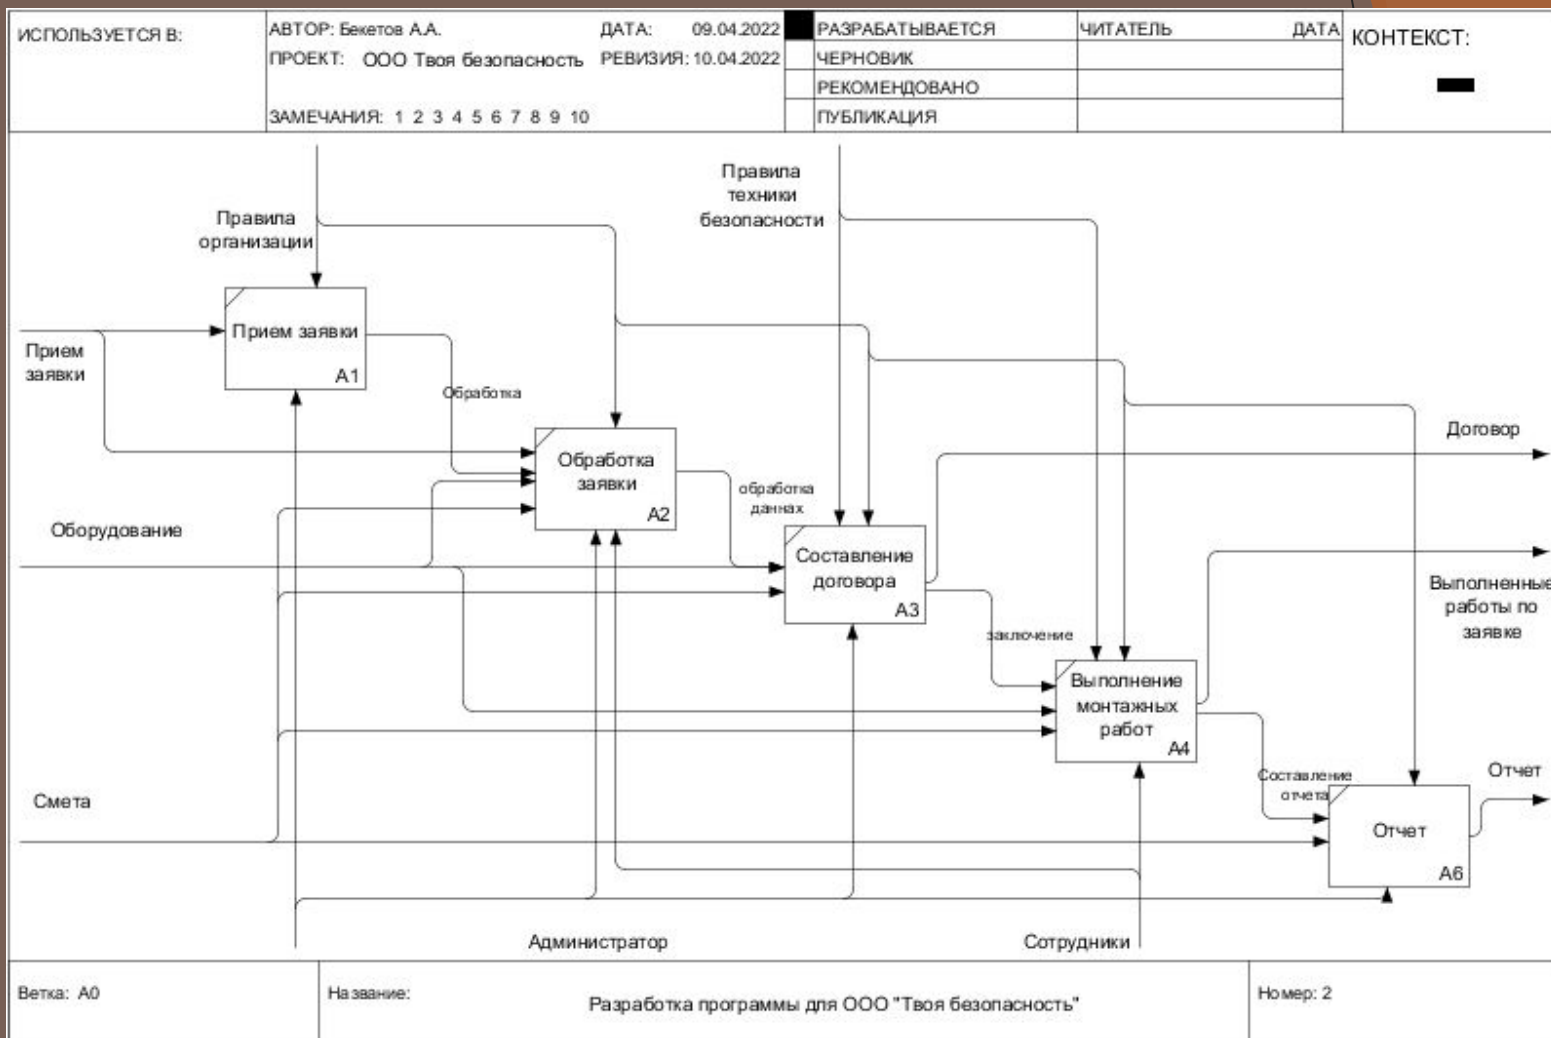 ИСПОЛЬЗУЕТСЯ В:
АВТОР: Бекетов А.А.
ДАТА: 09.04.2022
ПРОЕКТ: ООО Твоя безопасность
РЕВИЗИЯ: 10.04.2022
ЗАМЕЧАНИЯ: 1 2 3 4 5 6 7 8 9 10
РАЗРАБАТЫВАЕТСЯ
ЧЕРНОВИК
РЕКОМЕНДОВАНО
ПУБЛИКАЦИЯ
ЧИТАТЕЛЬ
ДАТА
КОНТЕКСТ:
Правила
организации
Правила
техники
безопасности
Прием заявки
A1
Прием
заявки
Обработка
Обработка
заявки
A2
Оборудование
обработка
даннах
Составление
договора
A3
Договор
заключение
Выполненные
работы по
заявке
Выполнение
монтажных
работ
A4
Смета
Составление
отчета
Отчет
Отчет
A6
Администратор
Сотрудники
Ветка: A0
Название:
Разработка программы для ООО "Твоя безопасность"
Номер: 2